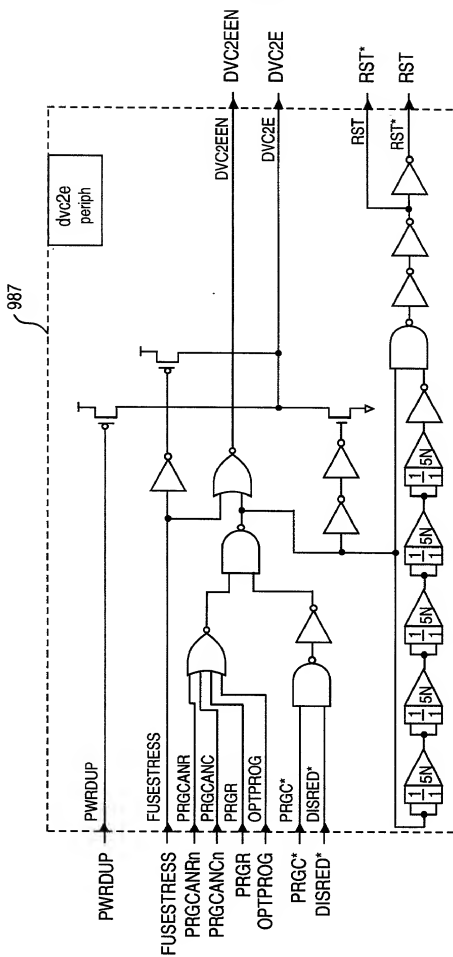 987
dvc2e
periph
PWRDUP
PWRDUP
FUSESTRESS
FUSESTRESS
PRGCANRn
PRGCANR
PRGCANCn
PRGCANC
PRGR
PRGR
OPTPROG
OPTPROG
PRGC*
PRGC*
DISRED*
DISRED*
DVC2EEN
DVC2EEN
DVC2E
DVC2E
RST
RST*
RST*
RST
1
1
5N
1
1
5N
1
1
5N
1
1
5N
1
1
5N